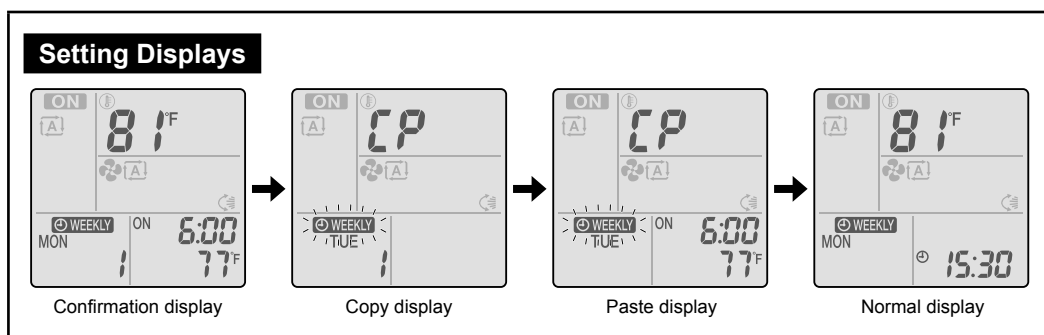 Setting Displays
ON
A
81°F
A
WEEKLY
MON
1
ON
6:00
77°F
Confirmation display
ON
A
CP
A
WEEKLY
TUE
1
Copy display
ON
A
CP
A
WEEKLY
TUE
ON
6:00
77°F
Paste display
ON
A
81°F
A
WEEKLY
MON
15:30
Normal display